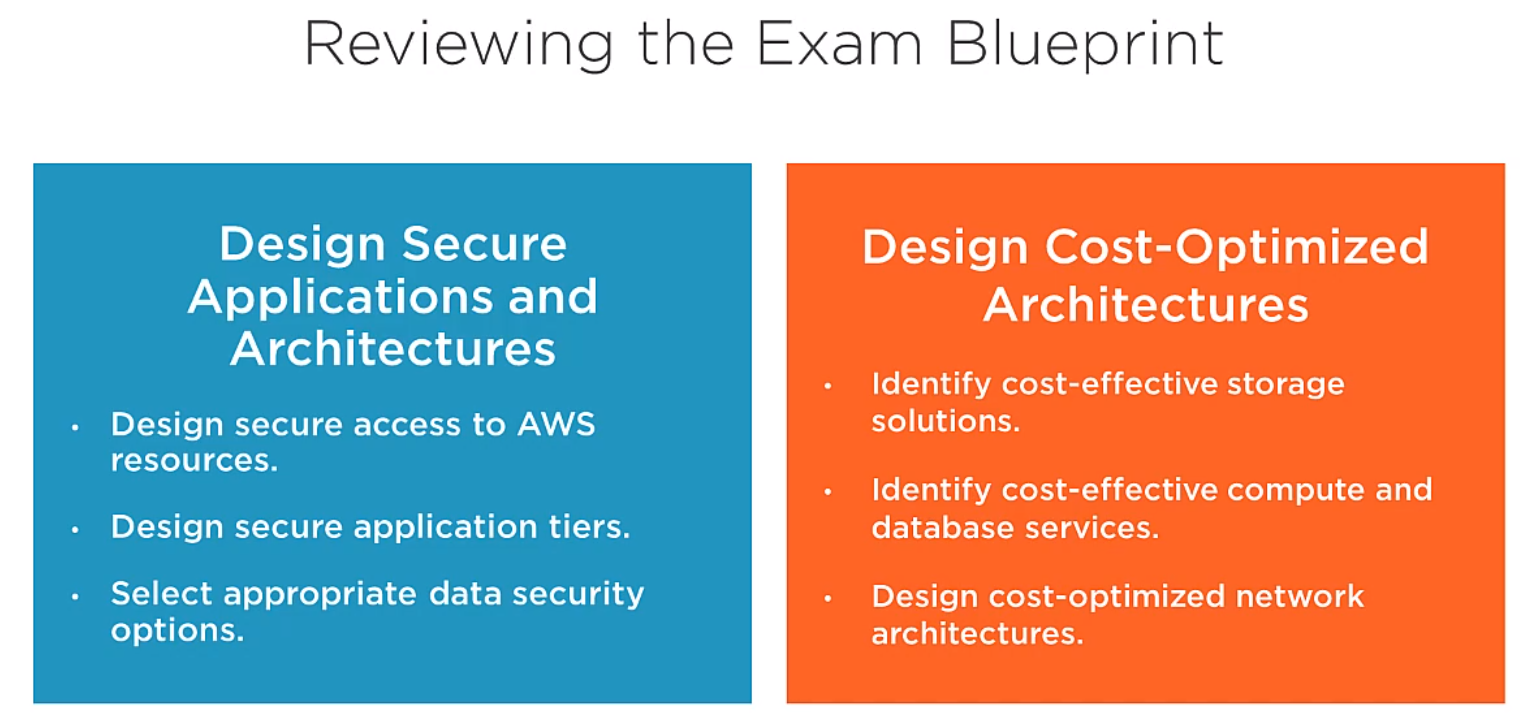 Reviewing the Exam Blueprint
Design Secure
Applications and
Architectures
• Design secure access to AWS
resources.
• Design secure application tiers.
• Select appropriate data security
options.
Design Cost-Optimized
Architectures
• Identify cost-effective storage
solutions.
• Identify cost-effective compute and
database services.
• Design cost-optimized network
architectures.